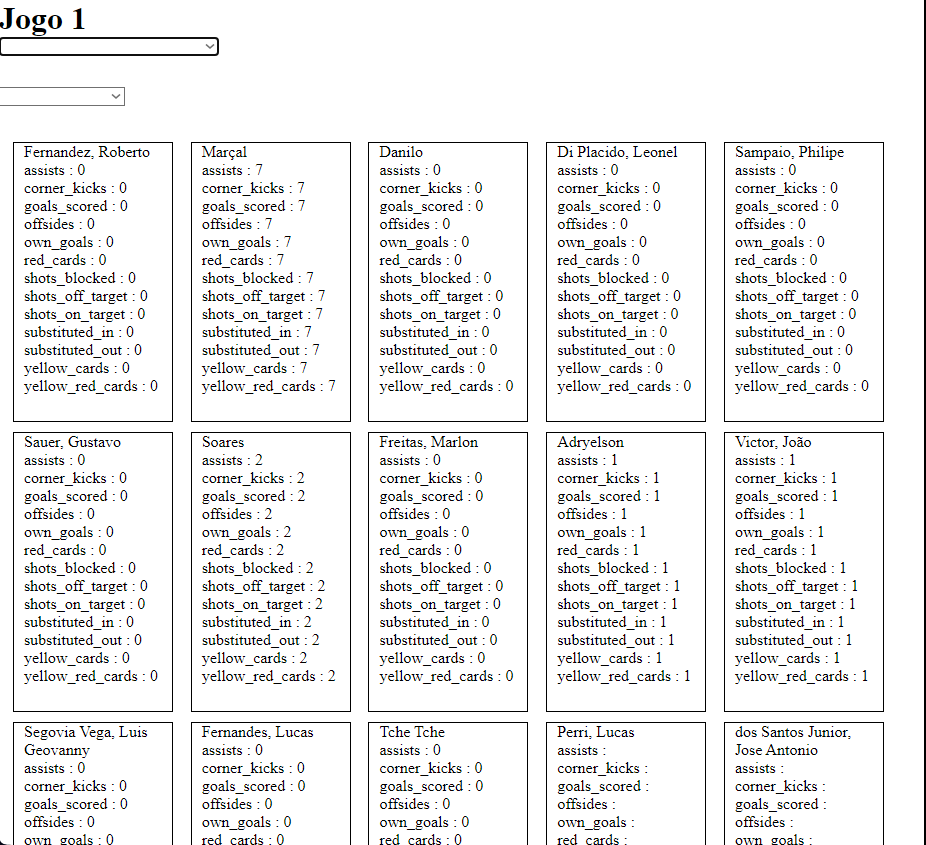 Jogo 1
Fernandez, Roberto
assists : 0
corner_kicks : 0
goals_scored : 0
offsides : 0
own_goals : 0
red_cards : 0
shots_blocked : 0
shots_off_target : 0
shots_on_target : 0
substituted_in : 0
substituted_out : 0
yellow_cards : 0
yellow_red_cards : 0
Marçal
assists : 7
corner_kicks : 7
goals_scored : 7
offsides : 7
own_goals : 7
red_cards : 7
shots_blocked : 7
shots_off_target : 7
shots_on_target : 7
substituted_in : 7
substituted_out : 7
yellow_cards : 7
yellow_red_cards : 7
Danilo
assists : 0
corner_kicks : 0
goals_scored : 0
offsides : 0
own_goals : 0
red_cards : 0
shots_blocked : 0
shots_off_target : 0
shots_on_target : 0
substituted_in : 0
substituted_out : 0
yellow_cards : 0
yellow_red_cards : 0
Di Placido, Leonel
assists : 0
corner_kicks : 0
goals_scored : 0
offsides : 0
own_goals : 0
red_cards : 0
shots_blocked : 0
shots_off_target : 0
shots_on_target : 0
substituted_in : 0
substituted_out : 0
yellow_cards : 0
yellow_red_cards : 0
Sampaio, Philipe
assists : 0
corner_kicks : 0
goals_scored : 0
offsides : 0
own_goals : 0
red_cards : 0
shots_blocked : 0
shots_off_target : 0
shots_on_target : 0
substituted_in : 0
substituted_out : 0
yellow_cards : 0
yellow_red_cards : 0
Sauer, Gustavo
assists : 0
corner_kicks : 0
goals_scored : 0
offsides : 0
own_goals : 0
red_cards : 0
shots_blocked : 0
shots_off_target : 0
shots_on_target : 0
substituted_in : 0
substituted_out : 0
yellow_cards : 0
yellow_red_cards : 0
Soares
assists : 2
corner_kicks : 2
goals_scored : 2
offsides : 2
own_goals : 2
red_cards : 2
shots_blocked : 2
shots_off_target : 2
shots_on_target : 2
substituted_in : 2
substituted_out : 2
yellow_cards : 2
yellow_red_cards : 2
Freitas, Marlon
assists : 0
corner_kicks : 0
goals_scored : 0
offsides : 0
own_goals : 0
red_cards : 0
shots_blocked : 0
shots_off_target : 0
shots_on_target : 0
substituted_in : 0
substituted_out : 0
yellow_cards : 0
yellow_red_cards : 0
Adryelson
assists : 1
corner_kicks : 1
goals_scored : 1
offsides : 1
own_goals : 1
red_cards : 1
shots_blocked : 1
shots_off_target : 1
shots_on_target : 1
substituted_in : 1
substituted_out : 1
yellow_cards : 1
yellow_red_cards : 1
Victor, João
assists : 1
corner_kicks : 1
goals_scored : 1
offsides : 1
own_goals : 1
red_cards : 1
shots_blocked : 1
shots_off_target : 1
shots_on_target : 1
substituted_in : 1
substituted_out : 1
yellow_cards : 1
yellow_red_cards : 1
Segovia Vega, Luis
Geovanny
assists : 0
corner_kicks : 0
goals_scored : 0
offsides : 0
own_goals : 0
Fernandes, Lucas
assists : 0
corner_kicks : 0
goals_scored : 0
offsides : 0
own_goals : 0
red_cards : 0
Tche Tche
assists : 0
corner_kicks : 0
goals_scored : 0
offsides : 0
own_goals : 0
red_cards : 0
Perri, Lucas
assists :
corner_kicks :
goals_scored :
offsides :
own_goals :
red_cards :
dos Santos Junior,
Jose Antonio
assists :
corner_kicks :
goals_scored :
offsides :
own_goals :